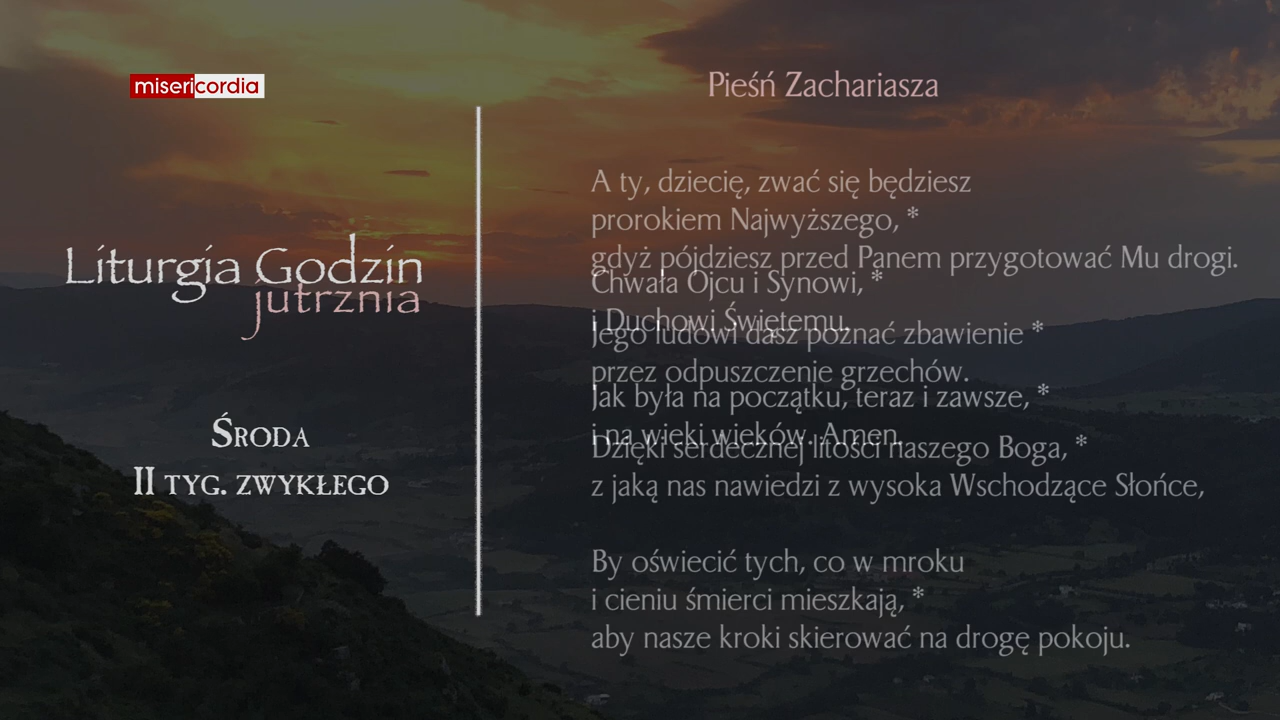 misericordia
Liturgia Godzin
jutrznia
Środa
II tyg. zwykłego
Pieśń Zachariasza
A ty, dziecię, zwać się będziesz
prorokiem Najwyższego, *
gdyż pójdziesz przed Panem przygotować Mu drogi.
Chwała Ojcu i Synowi, *
i Duchowi Świętemu.
Jego ludowi dasz poznać zbawienie *
przez odpuszczenie grzechów.
Jak była na początku, teraz i zawsze, *
i na wieki wieków. Amen.
Dzięki serdecznej litości naszego Boga, *
z jaką nas nawiedzi z wysoka Wschodzące Słońce,
By oświecić tych, co w mroku
i cieniu śmierci mieszkają, *
aby nasze kroki skierować na drogę pokoju.